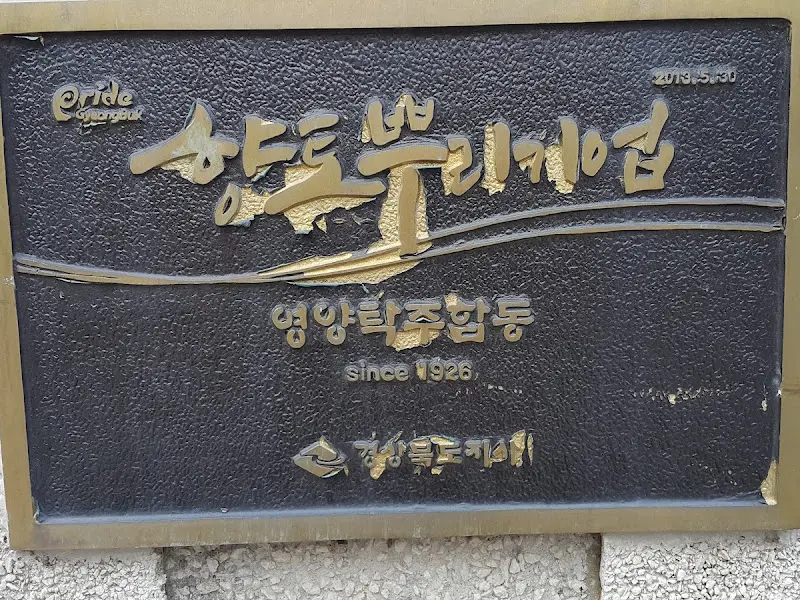 Pride GyeongBuk
2013. 5. 30
향토뿌리기업
영양탁주합동
since 1926
경상북도지사